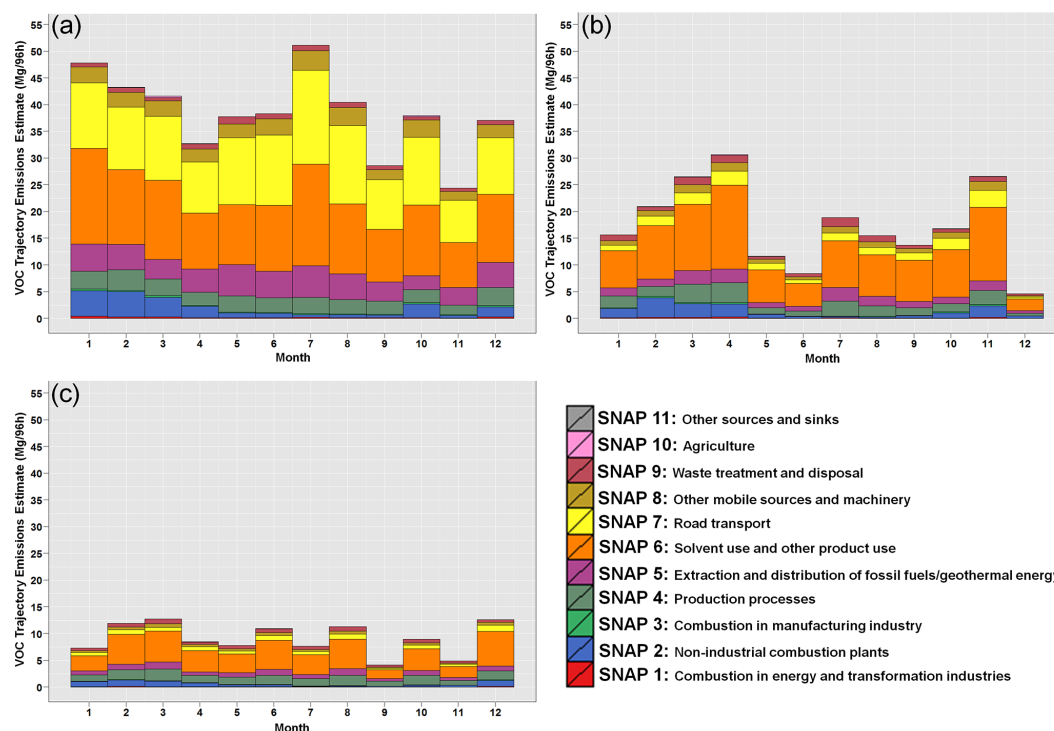 (a)
VOC Trajectory Emissions Estimate (Mg/96h)
55
50
45
40
35
30
25
20
15
10
5
0
1 2 3 4 5 6 7 8 9 10 11 12
Month
(b)
VOC Trajectory Emissions Estimate (Mg/96h)
55
50
45
40
35
30
25
20
15
10
5
0
1 2 3 4 5 6 7 8 9 10 11 12
Month
(c)
VOC Trajectory Emissions Estimate (Mg/96h)
55
50
45
40
35
30
25
20
15
10
5
0
1 2 3 4 5 6 7 8 9 10 11 12
Month
SNAP 11: Other sources and sinks
SNAP 10: Agriculture
SNAP 9: Waste treatment and disposal
SNAP 8: Other mobile sources and machinery
SNAP 7: Road transport
SNAP 6: Solvent use and other product use
SNAP 5: Extraction and distribution of fossil fuels/geothermal energy
SNAP 4: Production processes
SNAP 3: Combustion in manufacturing industry
SNAP 2: Non-industrial combustion plants
SNAP 1: Combustion in energy and transformation industries